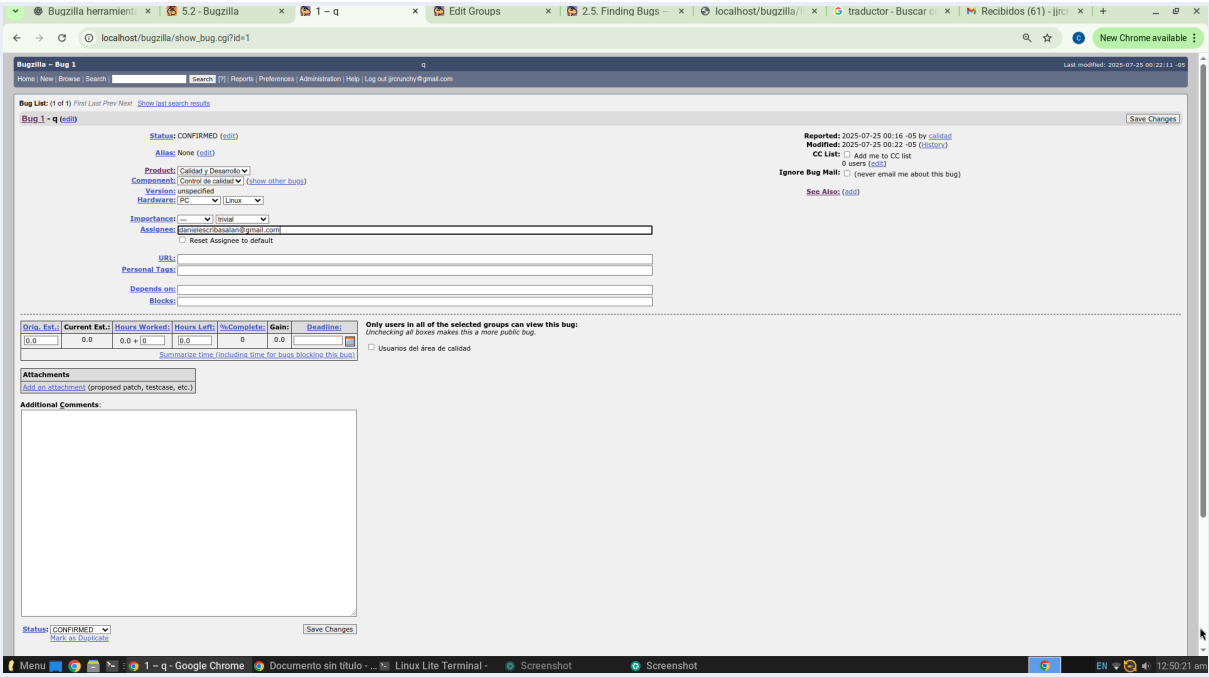 Bugzilla herramient
5.2 - Bugzilla
1 – q
Edit Groups
2.5. Finding Bugs —
localhost/bugzilla/
traductor - Buscar
Recibidos (61) - jjrc
localhost/bugzilla/show_bug.cgi?id=1
New Chrome available
Bugzilla – Bug 1
q
Last modified: 2025-07-25 00:22:11 -05
Home | New | Browse | Search | Search [?] | Reports | Preferences | Administration | Help | Log out jjrcrunchy@gmail.com
Bug List: (1 of 1) First Last Prev Next Show last search results
Bug 1 - q (edit)
Save Changes
Status: CONFIRMED (edit)
Alias: None (edit)
Product: Calidad y Desarrollo
Component: Control de calidad (show other bugs)
Version: unspecified
Hardware: PC Linux
Importance: --- trivial
Assignee: danielescribasalan@gmail.com
Reset Assignee to default
URL:
Personal Tags:
Depends on:
Blocks:
Reported: 2025-07-25 00:16 -05 by calidad
Modified: 2025-07-25 00:22 -05 (History)
CC List: Add me to CC list
0 users (edit)
Ignore Bug Mail: (never email me about this bug)
See Also: (add)
Orig. Est.: Current Est.: Hours Worked: Hours Left: %Complete: Gain: Deadline:
0.0 0.0 0.0 + 0 0.0 0 0.0
Summarize time (including time for bugs blocking this bug)
Only users in all of the selected groups can view this bug:
Unchecking all boxes makes this a more public bug.
Usuarios del área de calidad
Attachments
Add an attachment (proposed patch, testcase, etc.)
Additional Comments:
Status: CONFIRMED
Mark as Duplicate
Save Changes
Menu
1 – q - Google Chrome
Documento sin título - ...
Linux Lite Terminal -
Screenshot
Screenshot
EN
12:50:21 am